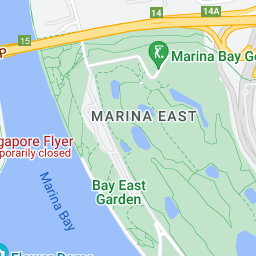 14
14A
15
P
Marina Bay Go
MARINA EAST
gapore Flyer
porarily closed
Bay East
Garden
Marina Bay
Flower Dome